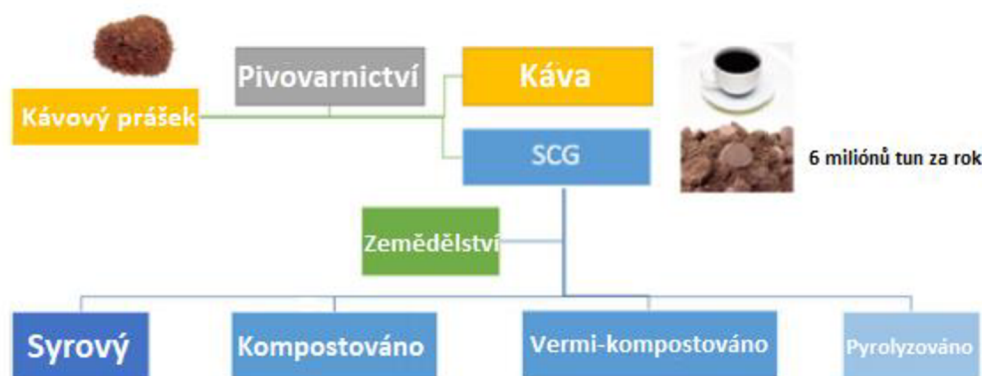 Pivovarnictví
Káva
Kávový prášek
SCG
6 miliónů tun za rok
Zemědělství
Syrový
Kompostováno
Vermi-kompostováno
Pyrolyzováno